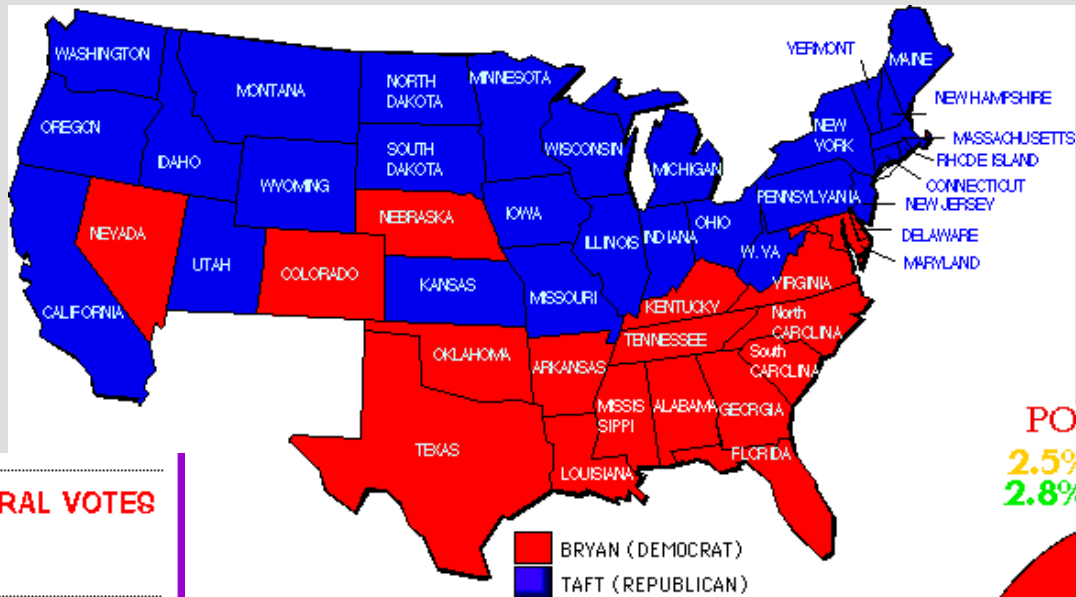 WASHINGTON
OREGON
CALIFORNIA
NEVADA
IDAHO
MONTANA
WYOMING
UTAH
COLORADO
NORTH
DAKOTA
SOUTH
DAKOTA
NEBRASKA
KANSAS
OKLAHOMA
TEXAS
MINNESOTA
IOWA
MISSOURI
ARKANSAS
LOUISIANA
WISCONSIN
ILLINOIS
MICHIGAN
INDIANA
OHIO
KENTUCKY
TENNESSEE
MISSIS
SIPPI
ALABAMA
GEORGIA
FLORIDA
South
CAROLINA
North
CAROLINA
VIRGINIA
W. VA
PENNSYLVANIA
NEW
YORK
VERMONT
MAINE
NEW HAMPSHIRE
MASSACHUSETTS
RHODE ISLAND
CONNECTICUT
NEW JERSEY
DELAWARE
MARYLAND
RAL VOTES
BRYAN (DEMOCRAT)
TAFT (REPUBLICAN)
PO
2.5%
2.8%